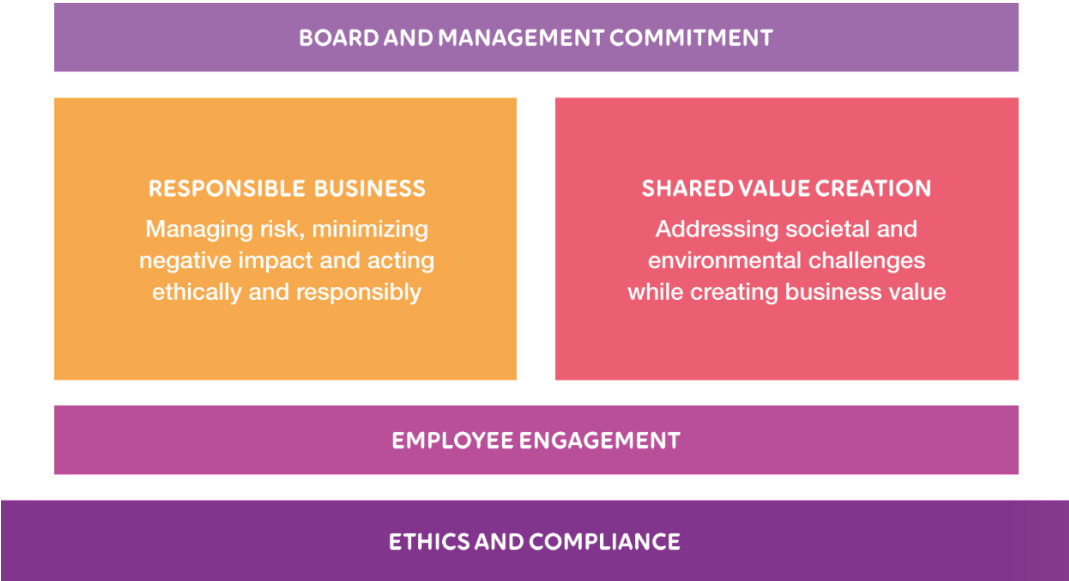 BOARD AND MANAGEMENT COMMITMENT
RESPONSIBLE BUSINESS
Managing risk, minimizing
negative impact and acting
ethically and responsibly
SHARED VALUE CREATION
Addressing societal and
environmental challenges
while creating business value
EMPLOYEE ENGAGEMENT
ETHICS AND COMPLIANCE